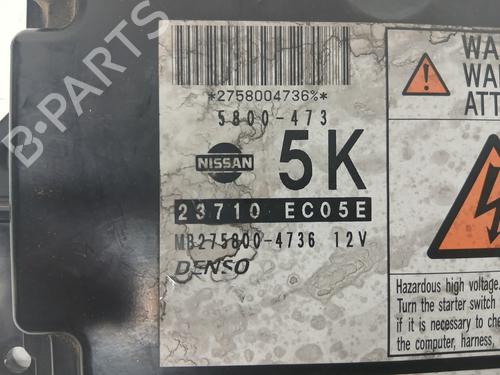 *2758004736%*
5800-473
NISSAN
5K
23710 EC05E
MB275800-4736 12V
DENSO
WA
WA
ATT
Hazardous high voltage.
Turn the starter switch
if it is necessary to che
the computer, harness,
B-PARTS